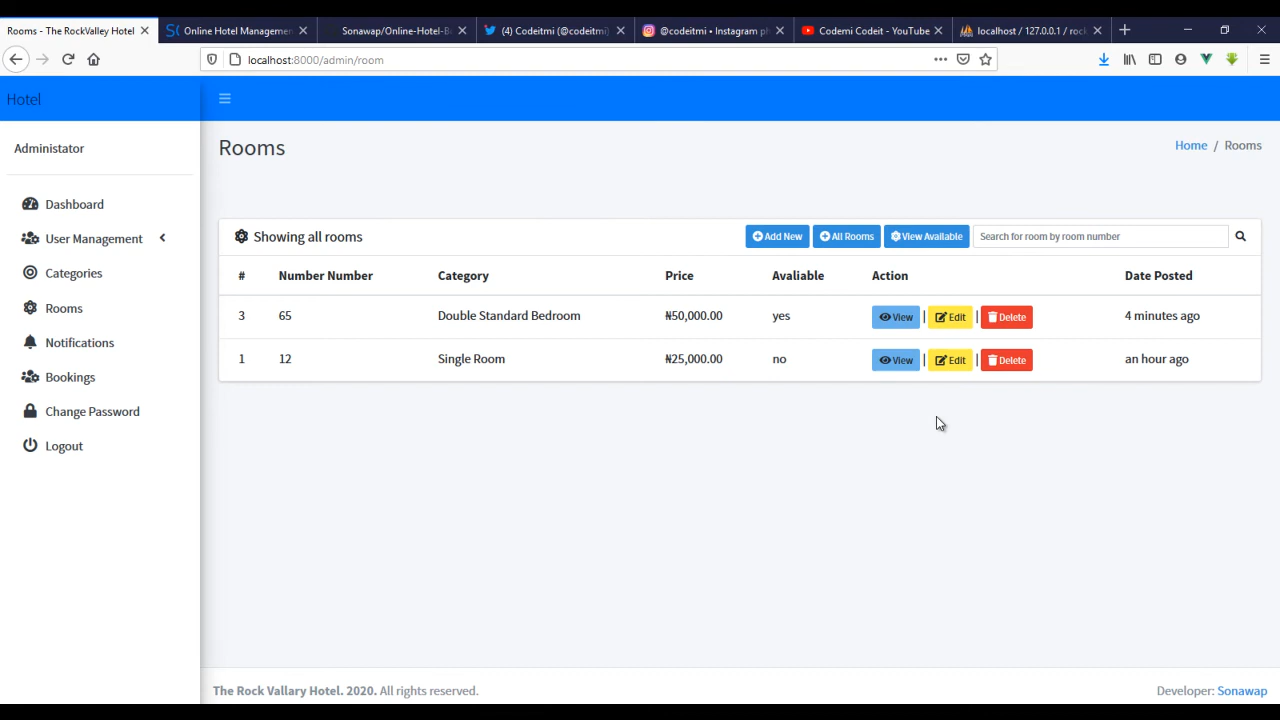 Rooms - The RockValley Hotel
Online Hotel Managemen
Sonawap/Online-Hotel-B
(4) Codeitmi (@codeitmi)
@codeitmi • Instagram ph
Codemi Codeit - YouTube
localhost / 127.0.0.1 / rock
localhost:8000/admin/room
Hotel
Administator
Rooms
Home / Rooms
Dashboard
User Management
Categories
Rooms
Notifications
Bookings
Change Password
Logout
Showing all rooms
Add New
All Rooms
View Available
Search for room by room number
# Number Number Category Price Avaliable Action Date Posted
3 65 Double Standard Bedroom ₦50,000.00 yes View | Edit | Delete 4 minutes ago
1 12 Single Room ₦25,000.00 no View | Edit | Delete an hour ago
The Rock Vallary Hotel. 2020. All rights reserved.
Developer: Sonawap